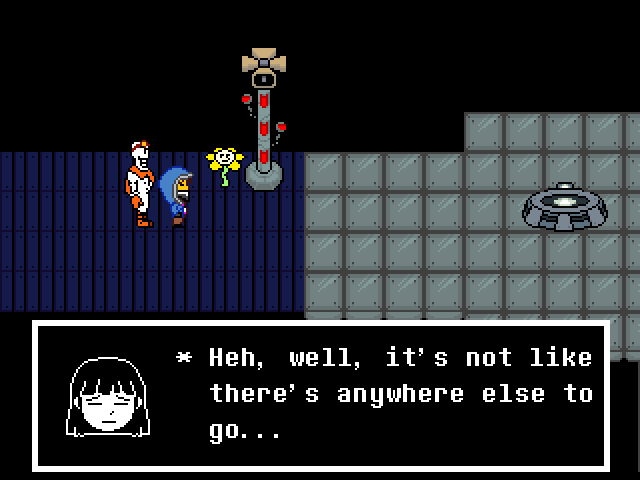 * Heh, well, it's not like
there's anywhere else to
go...